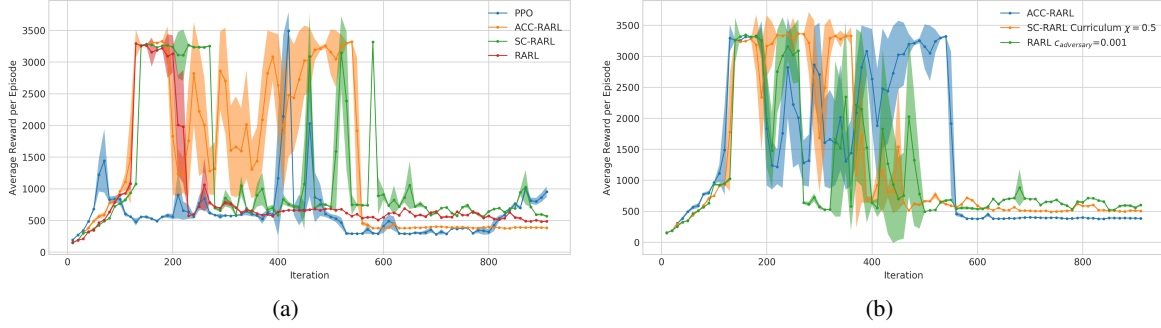 Average Reward per Episode
3500
3000
2500
2000
1500
1000
500
0
0
200
400
600
800
Iteration
PPO
ACC-RARL
SC-RARL
RARL
(a)
Average Reward per Episode
3500
3000
2500
2000
1500
1000
500
0
0
200
400
600
800
Iteration
ACC-RARL
SC-RARL Curriculum χ = 0.5
RARL c_adversary=0.001
(b)